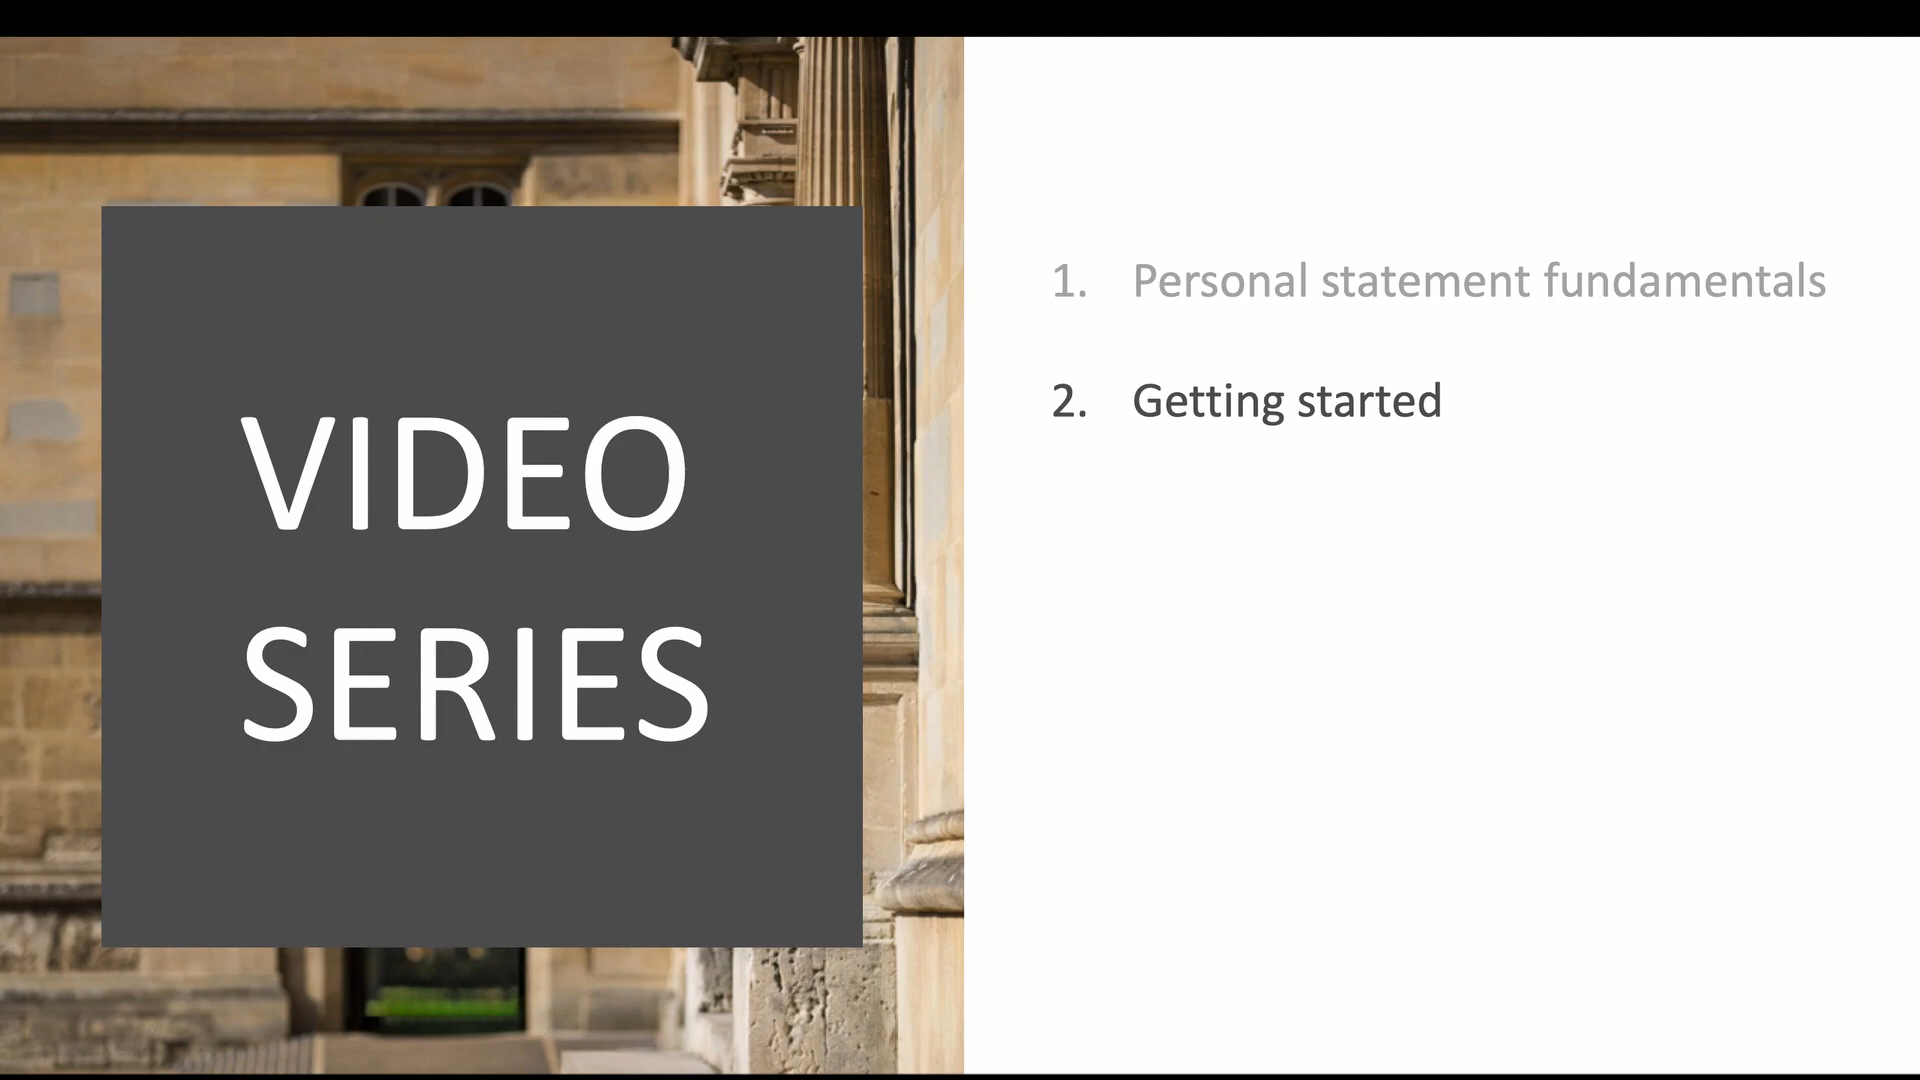 VIDEO
SERIES
1. Personal statement fundamentals
2. Getting started